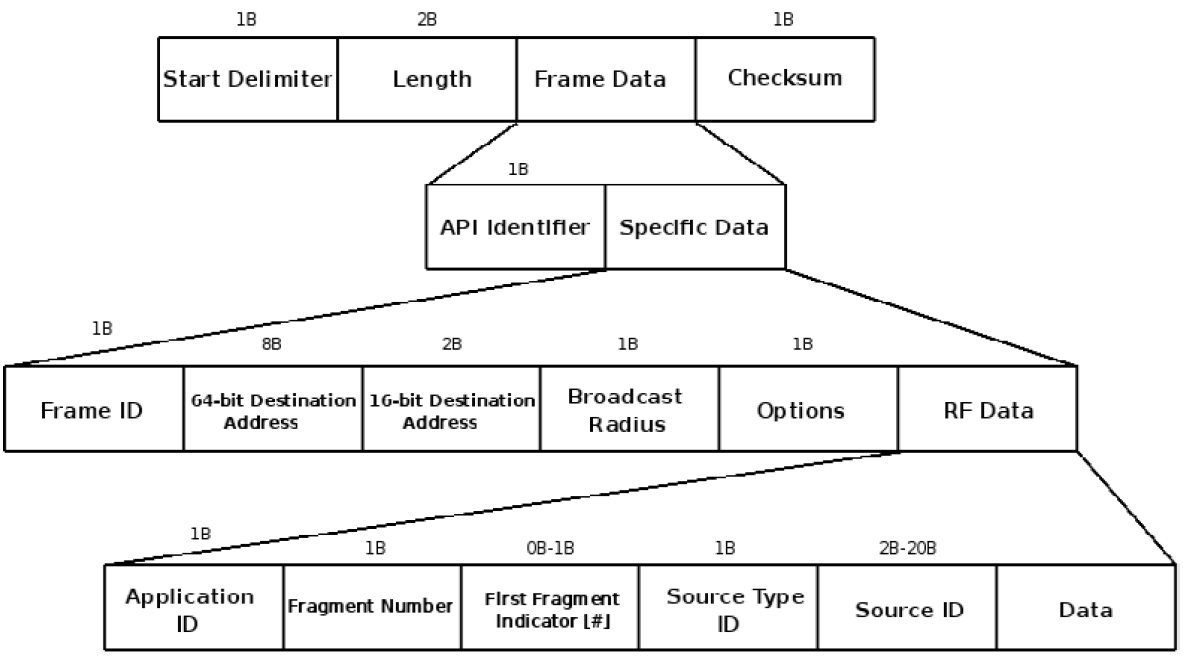 1B 2B 1B
Start Delimiter Length Frame Data Checksum
1B
API Identifier Specific Data
1B 8B 2B 1B 1B
Frame ID 64-bit Destination Address 16-bit Destination Address Broadcast Radius Options RF Data
1B 1B 0B-1B 1B 2B-20B
Application ID Fragment Number First Fragment Indicator [#] Source Type ID Source ID Data